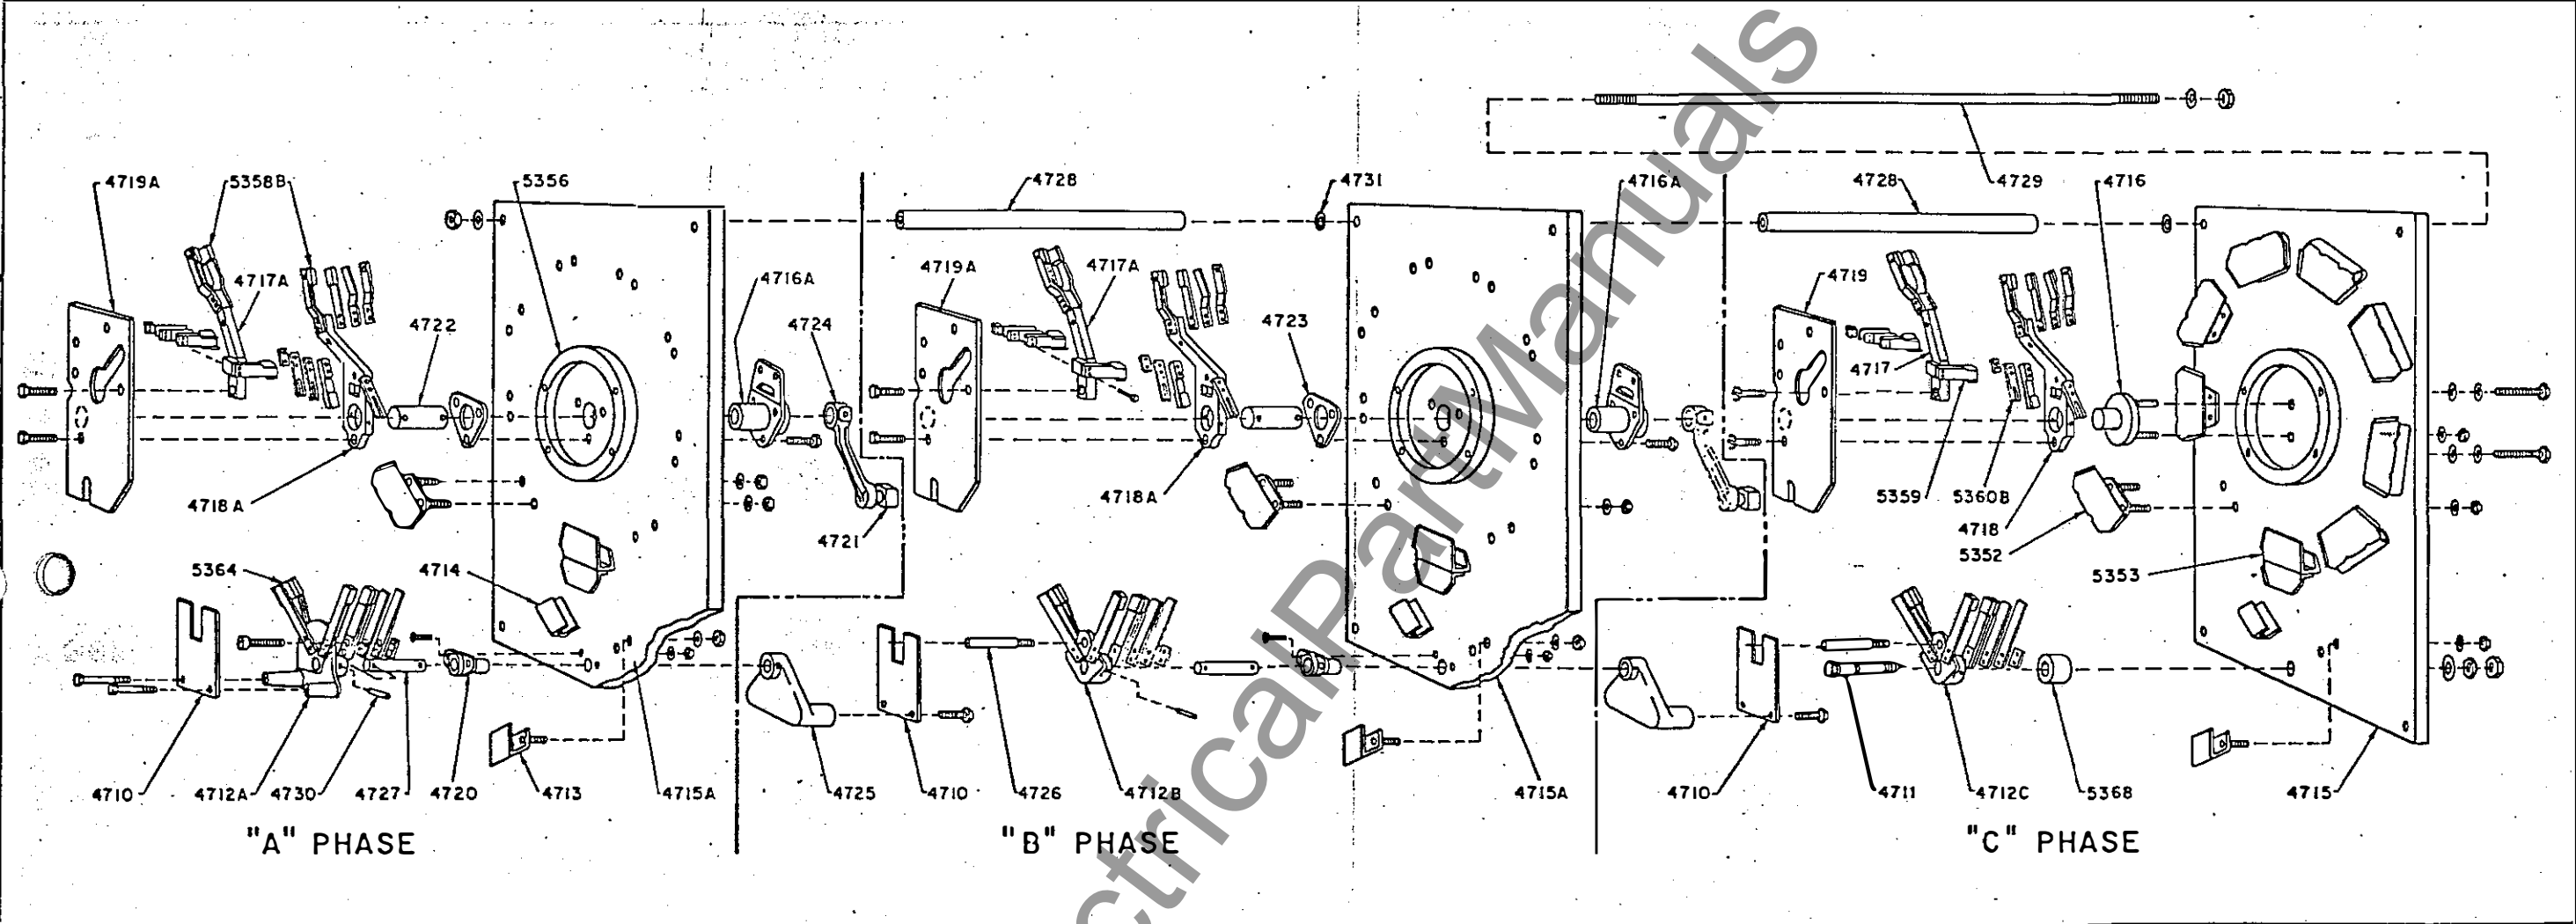 4719A
5358B
5356
4728
4731
4716A
4728
4729
4716
4717A
4722
4716A
4724
4719A
4717A
4723
4719
4717
4718A
4721
4718A
5359
5360B
4718
5352
5353
5364
4714
4710
4712A
4730
4727
4720
4713
4715A
4725
4710
4726
4712B
4715A
4710
4711
4712C
5368
4715
"A" PHASE
"B" PHASE
"C" PHASE
ctricalPartManuals